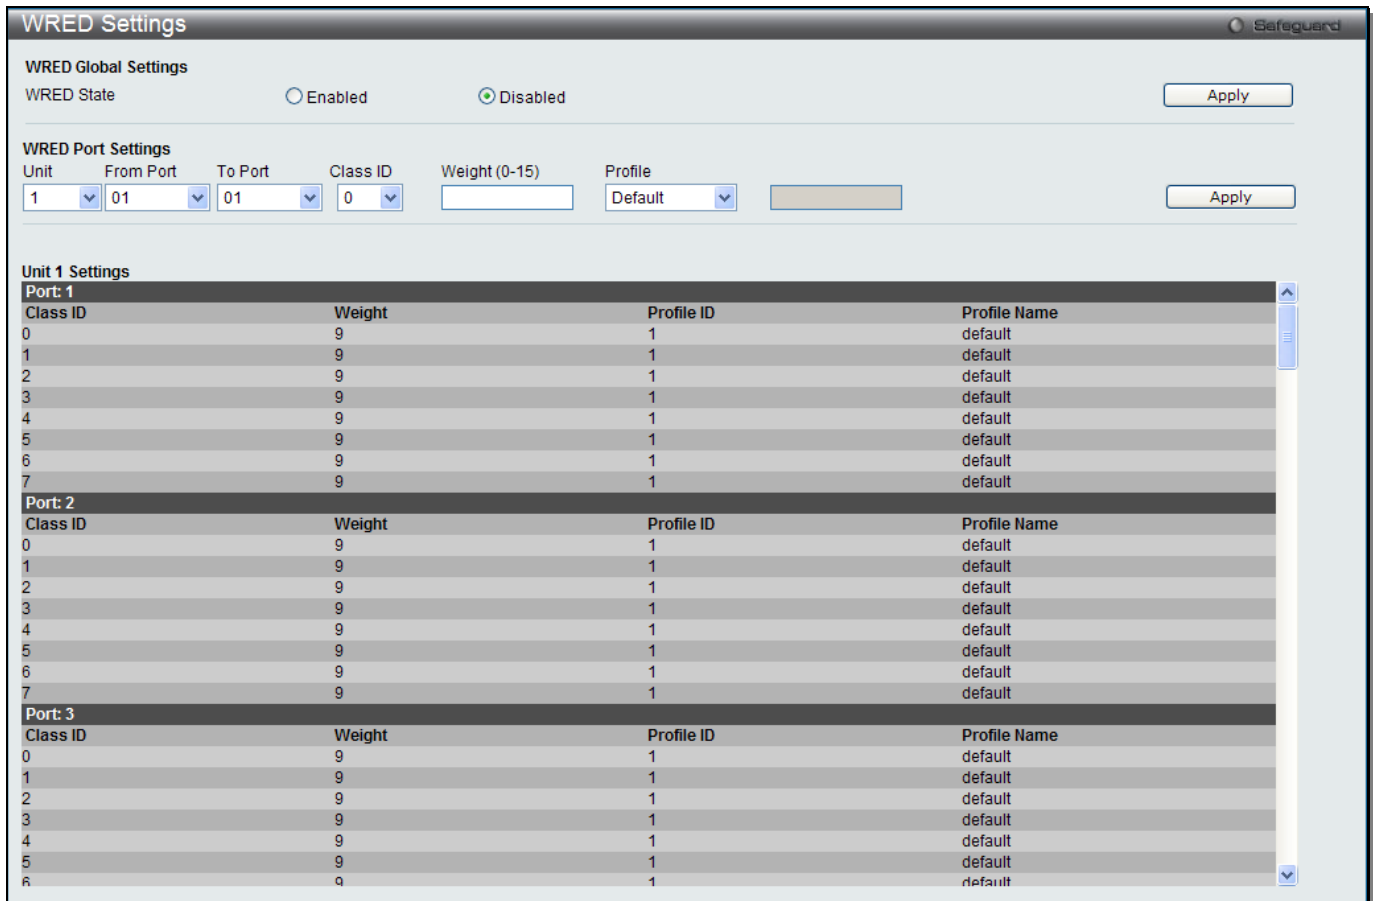 WRED Settings
Safeguard
WRED Global Settings
WRED State Enabled Disabled Apply
WRED Port Settings
Unit From Port To Port Class ID Weight (0-15) Profile
1 01 01 0 Default Apply
Unit 1 Settings
Port: 1
Class ID Weight Profile ID Profile Name
0 9 1 default
1 9 1 default
2 9 1 default
3 9 1 default
4 9 1 default
5 9 1 default
6 9 1 default
7 9 1 default
Port: 2
Class ID Weight Profile ID Profile Name
0 9 1 default
1 9 1 default
2 9 1 default
3 9 1 default
4 9 1 default
5 9 1 default
6 9 1 default
7 9 1 default
Port: 3
Class ID Weight Profile ID Profile Name
0 9 1 default
1 9 1 default
2 9 1 default
3 9 1 default
4 9 1 default
5 9 1 default
6 9 1 default